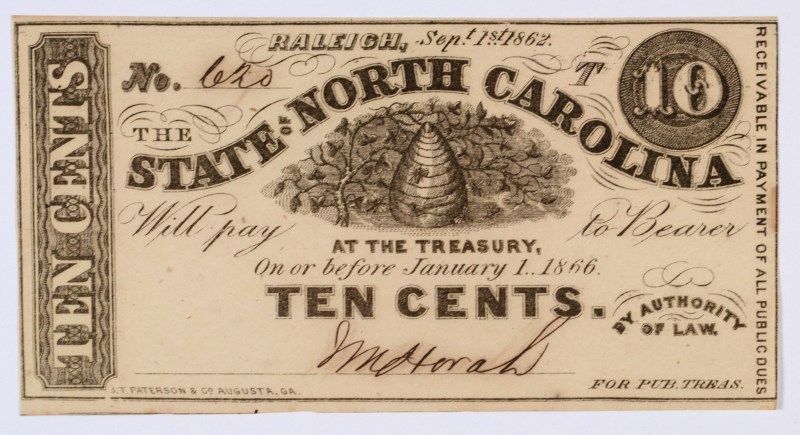 RALEIGH, Sept. 1st 1862.
No. 620 T 10
THE
STATE OF NORTH CAROLINA
Will pay to Bearer
AT THE TREASURY,
On or before January 1.. 1866.
TEN CENTS.
BY AUTHORITY
OF LAW.
FOR PUB. TREAS.
J.T. PATERSON & CO AUGUSTA, GA.
TEN CENTS
RECEIVABLE IN PAYMENT OF ALL PUBLIC DUES